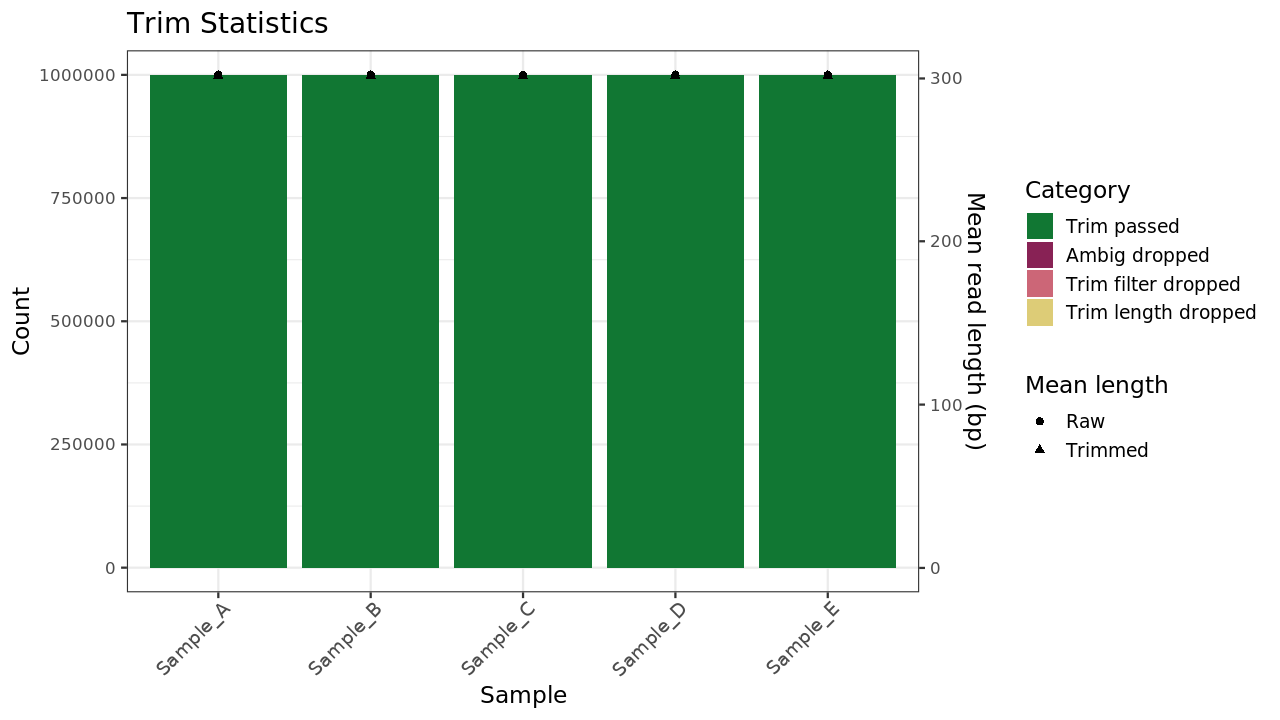 Trim Statistics
1000000
750000
500000
250000
0
Count
300
200
100
0
Mean read length (bp)
Sample_A
Sample_B
Sample_C
Sample_D
Sample_E
Sample
Category
Trim passed
Ambig dropped
Trim filter dropped
Trim length dropped
Mean length
Raw
Trimmed